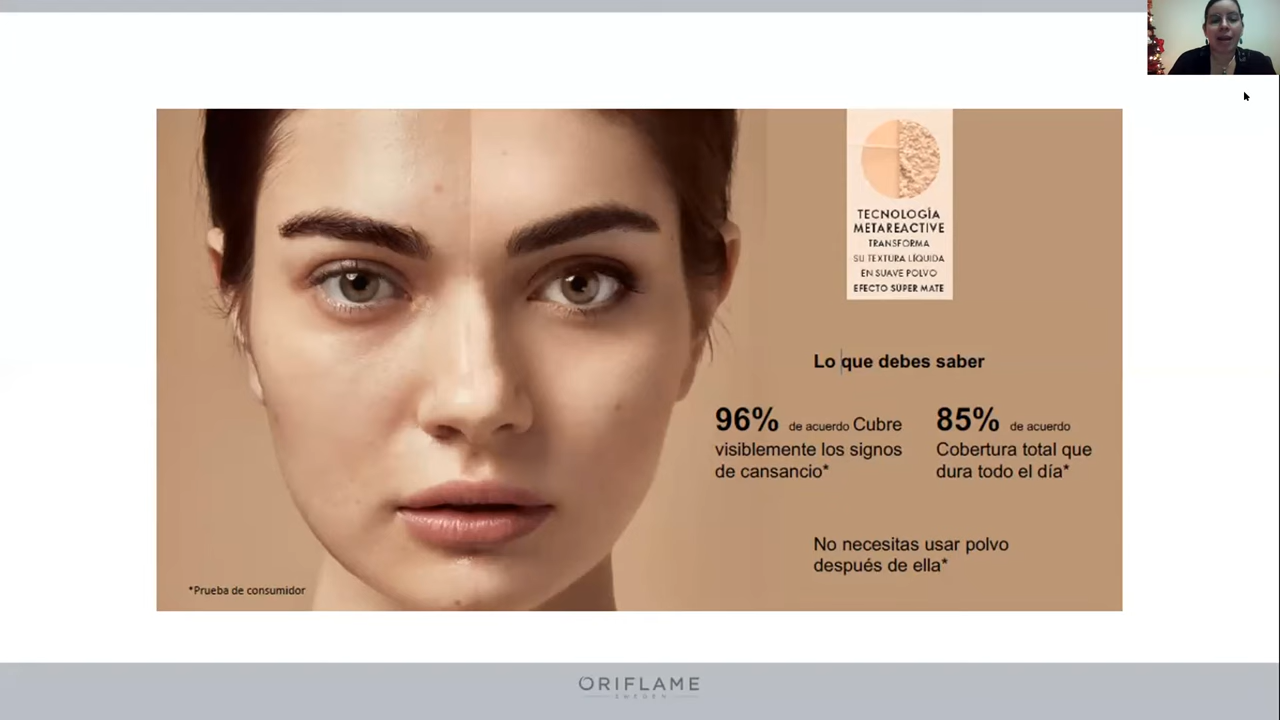 TECNOLOGÍA
METAREACTIVE
TRANSFORMA
SU TEXTURA LÍQUIDA
EN SUAVE POLVO
EFECTO SÚPER MATE
Lo que debes saber
96% de acuerdo Cubre
visiblemente los signos
de cansancio*
85% de acuerdo
Cobertura total que
dura todo el día*
No necesitas usar polvo
después de ella*
*Prueba de consumidor
ORIFLAME
SWEDEN